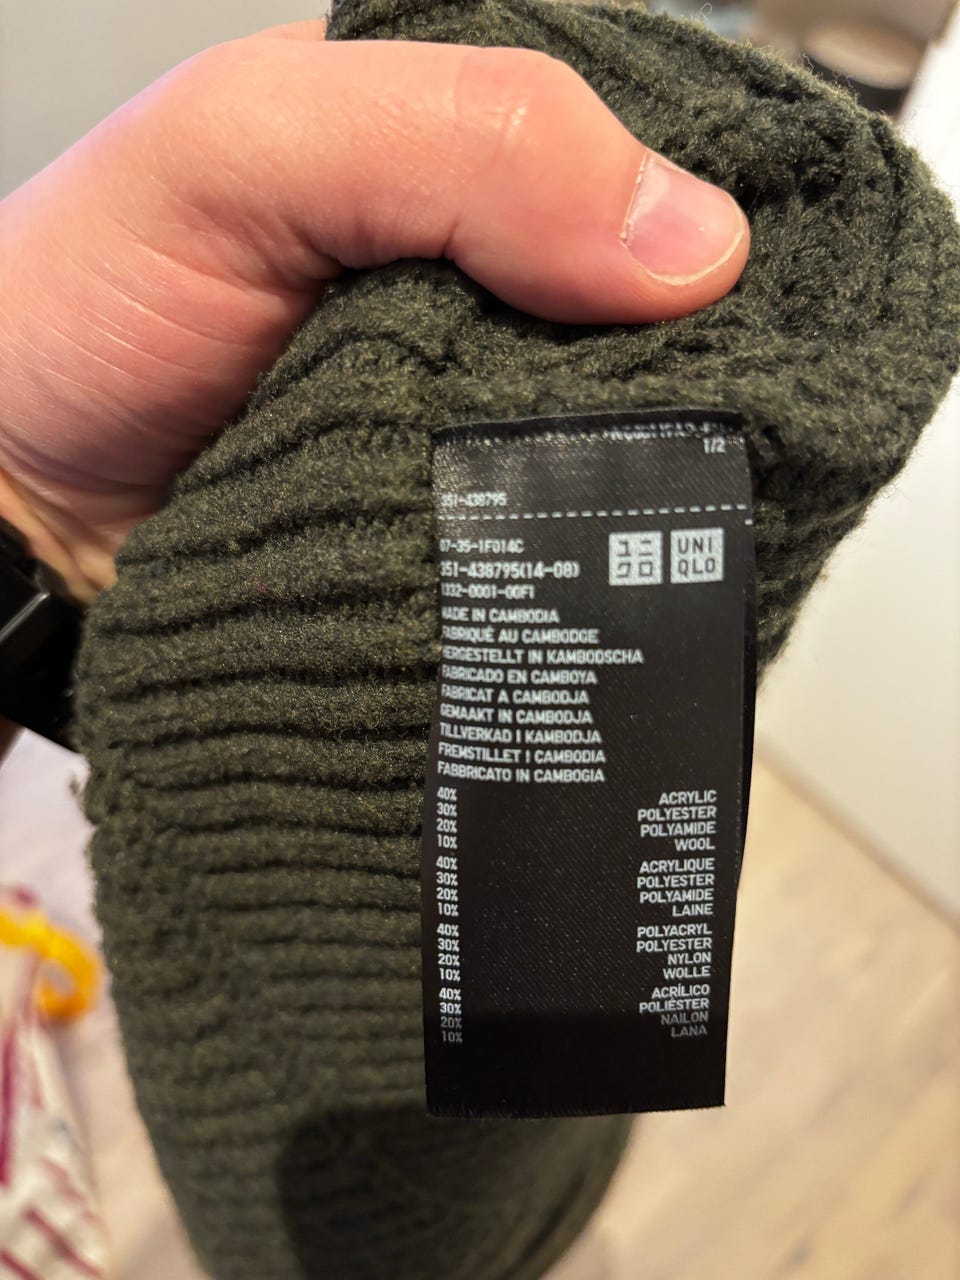 1/2
351-438795
07-35-1F014C
351-438795(14-08)
1332-0001-00F1
ユニ
クロ
UNI
QLO
MADE IN CAMBODIA
FABRIQUÉ AU CAMBODGE
HERGESTELLT IN KAMBODSCHA
FABRICADO EN CAMBOYA
FABRICAT A CAMBODJA
GEMAAKT IN CAMBODJA
TILLVERKAD I KAMBODJA
FREMSTILLET I CAMBODIA
FABBRICATO IN CAMBOGIA
40% ACRYLIC
30% POLYESTER
20% POLYAMIDE
10% WOOL
40% ACRYLIQUE
30% POLYESTER
20% POLYAMIDE
10% LAINE
40% POLYACRYL
30% POLYESTER
20% NYLON
10% WOLLE
40% ACRÍLICO
30% POLIÉSTER
20% NAILON
10% LANA